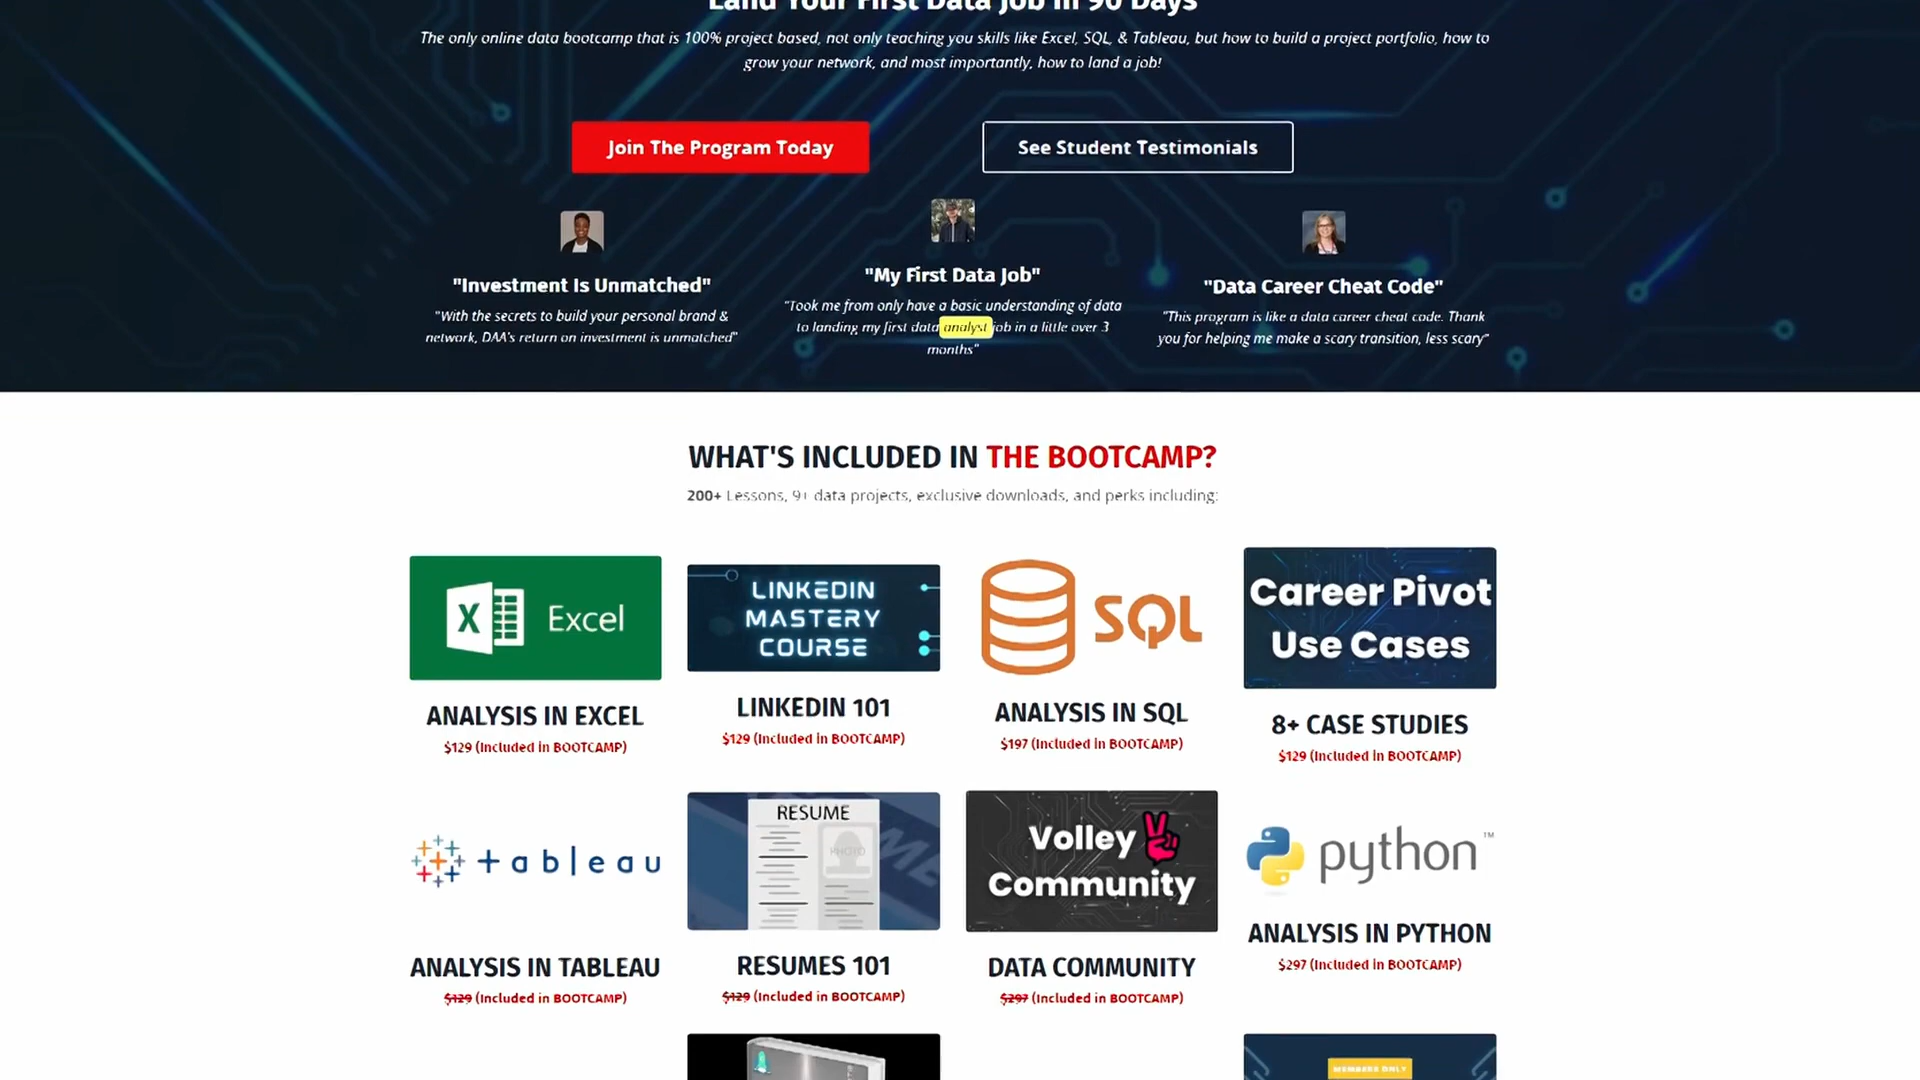 Land Your First Data Job in 90 Days
The only online data bootcamp that is 100% project based, not only teaching you skills like Excel, SQL, & Tableau, but how to build a project portfolio, how to
grow your network, and most importantly, how to land a job!
Join The Program Today
See Student Testimonials
"Investment Is Unmatched"
"With the secrets to build your personal brand &
network, DAA's return on investment is unmatched"
"My First Data Job"
"Took me from only have a basic understanding of data
to landing my first data analyst job in a little over 3
months"
"Data Career Cheat Code"
"This program is like a data career cheat code. Thank
you for helping me make a scary transition, less scary"
WHAT'S INCLUDED IN THE BOOTCAMP?
200+ Lessons, 9+ data projects, exclusive downloads, and perks including:
Excel
ANALYSIS IN EXCEL
$129 (Included in BOOTCAMP)
LINKEDIN
MASTERY
COURSE
LINKEDIN 101
$129 (Included in BOOTCAMP)
SQL
ANALYSIS IN SQL
$197 (Included in BOOTCAMP)
Career Pivot
Use Cases
8+ CASE STUDIES
$129 (Included in BOOTCAMP)
+ableau
ANALYSIS IN TABLEAU
$129 (Included in BOOTCAMP)
RESUME
PHOTO
RESUMES 101
$129 (Included in BOOTCAMP)
Volley
Community
DATA COMMUNITY
$297 (Included in BOOTCAMP)
python™
ANALYSIS IN PYTHON
$297 (Included in BOOTCAMP)
MEMBERS ONLY